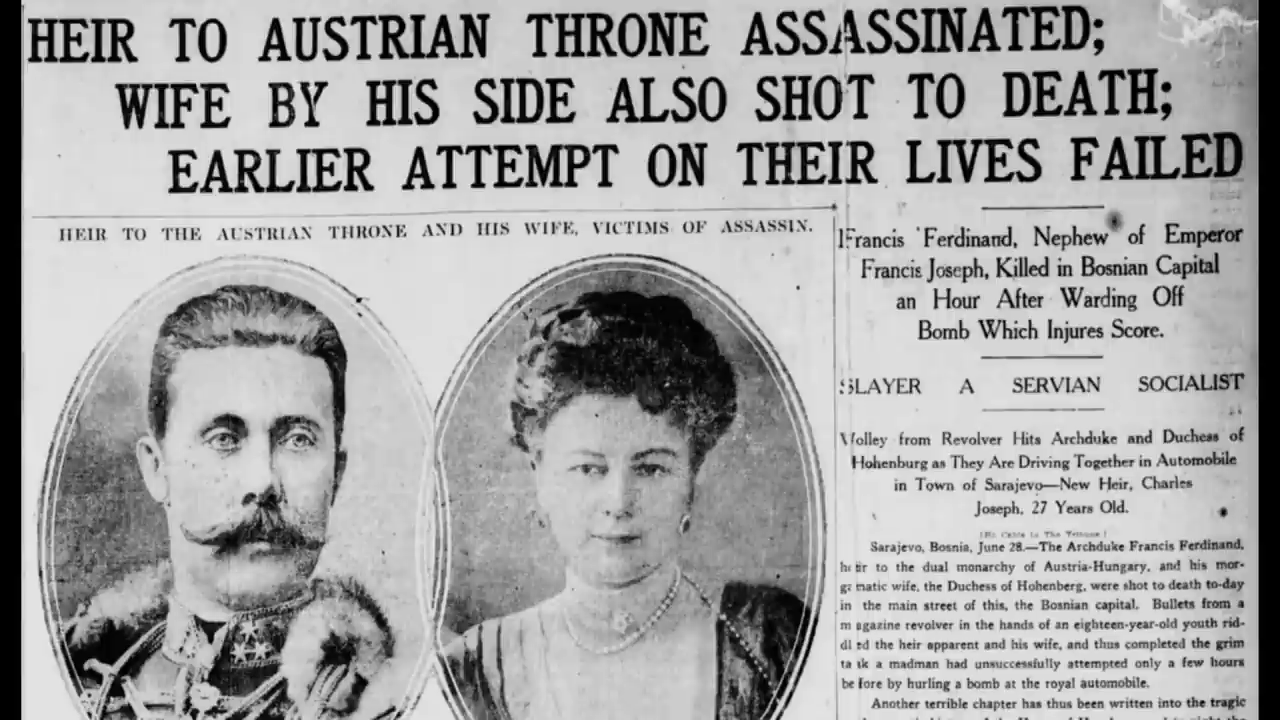 HEIR TO AUSTRIAN THRONE ASSASSINATED;
WIFE BY HIS SIDE ALSO SHOT TO DEATH;
EARLIER ATTEMPT ON THEIR LIVES FAILED
HEIR TO THE AUSTRIAN THRONE AND HIS WIFE, VICTIMS OF ASSASSIN.
Francis Ferdinand, Nephew of Emperor
Francis Joseph, Killed in Bosnian Capital
an Hour After Warding Off
Bomb Which Injures Score.
SLAYER A SERVIAN SOCIALIST
Volley from Revolver Hits Archduke and Duchess of
Hohenburg as They Are Driving Together in Automobile
in Town of Sarajevo—New Heir, Charles
Joseph, 27 Years Old.
[By Cable to The Tribune.]
Sarajevo, Bosnia, June 28.—The Archduke Francis Ferdinand,
heir to the dual monarchy of Austria-Hungary, and his mor-
ganatic wife, the Duchess of Hohenberg, were shot to death to-day
in the main street of this, the Bosnian capital. Bullets from a
magazine revolver in the hands of an eighteen-year-old youth rid-
dled the heir apparent and his wife, and thus completed the grim
task a madman had unsuccessfully attempted only a few hours
before by hurling a bomb at the royal automobile.
Another terrible chapter has thus been written into the tragic